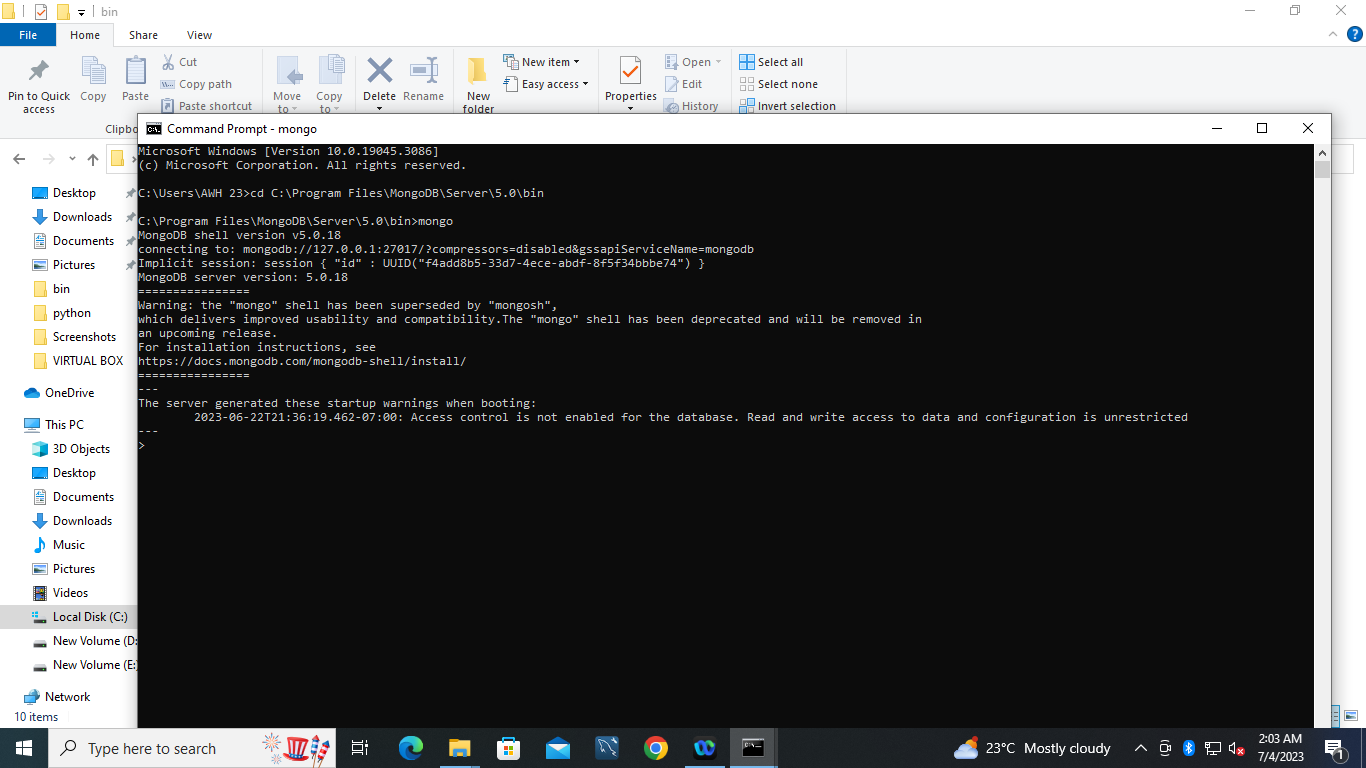 bin
File Home Share View
Pin to Quick access
Copy
Paste
Cut
Copy path
Paste shortcut
Move to
Copy to
Delete
Rename
New folder
New item
Easy access
Properties
Open
Edit
History
Select all
Select none
Invert selection
Clipbo
Command Prompt - mongo
Microsoft Windows [Version 10.0.19045.3086]
(c) Microsoft Corporation. All rights reserved.
C:\Users\AWH 23>cd C:\Program Files\MongoDB\Server\5.0\bin
C:\Program Files\MongoDB\Server\5.0\bin>mongo
MongoDB shell version v5.0.18
connecting to: mongodb://127.0.0.1:27017/?compressors=disabled&gssapiServiceName=mongodb
Implicit session: session { "id" : UUID("f4add8b5-33d7-4ece-abdf-8f5f34bbbe74") }
MongoDB server version: 5.0.18
================
Warning: the "mongo" shell has been superseded by "mongosh",
which delivers improved usability and compatibility.The "mongo" shell has been deprecated and will be removed in
an upcoming release.
For installation instructions, see
https://docs.mongodb.com/mongodb-shell/install/
================
---
The server generated these startup warnings when booting:
2023-06-22T21:36:19.462-07:00: Access control is not enabled for the database. Read and write access to data and configuration is unrestricted
---
>
Desktop
Downloads
Documents
Pictures
bin
python
Screenshots
VIRTUAL BOX
OneDrive
This PC
3D Objects
Desktop
Documents
Downloads
Music
Pictures
Videos
Local Disk (C:)
New Volume (D:
New Volume (E:
Network
10 items
Type here to search
23°C Mostly cloudy
2:03 AM
7/4/2023
1